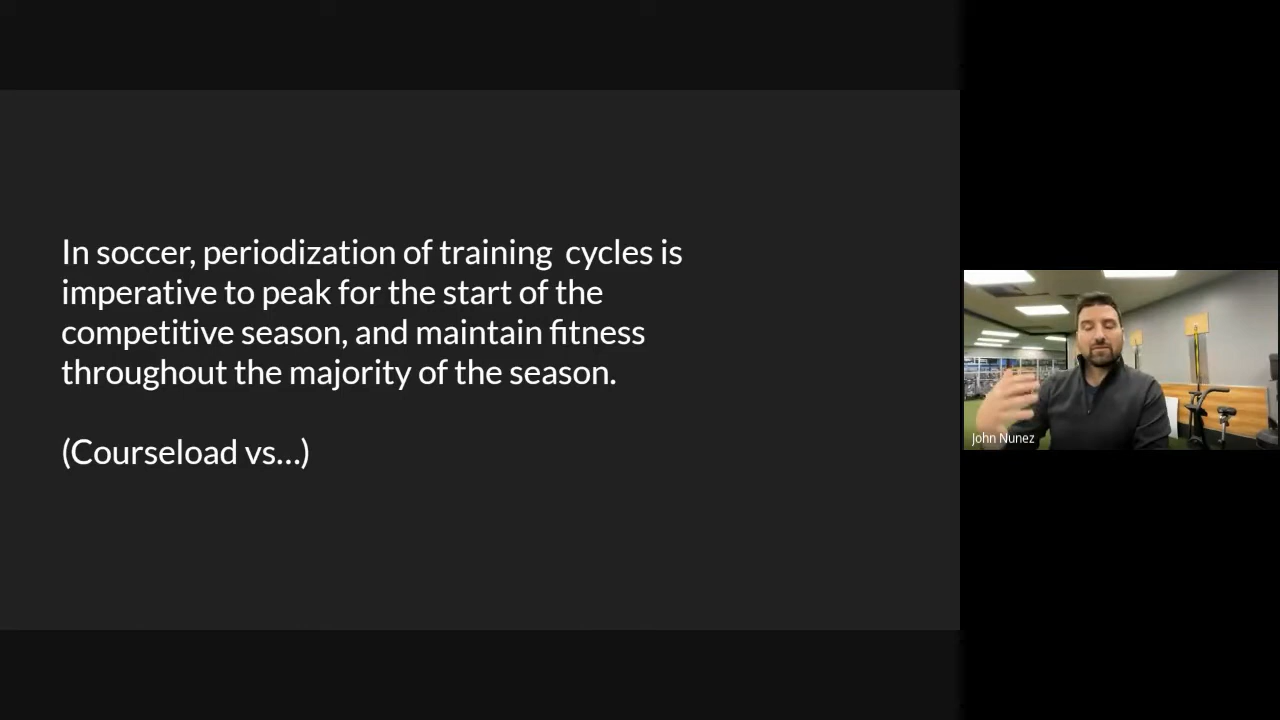 In soccer, periodization of training  cycles is
imperative to peak for the start of the
competitive season, and maintain fitness
throughout the majority of the season.
(Courseload vs...)
John Nunez